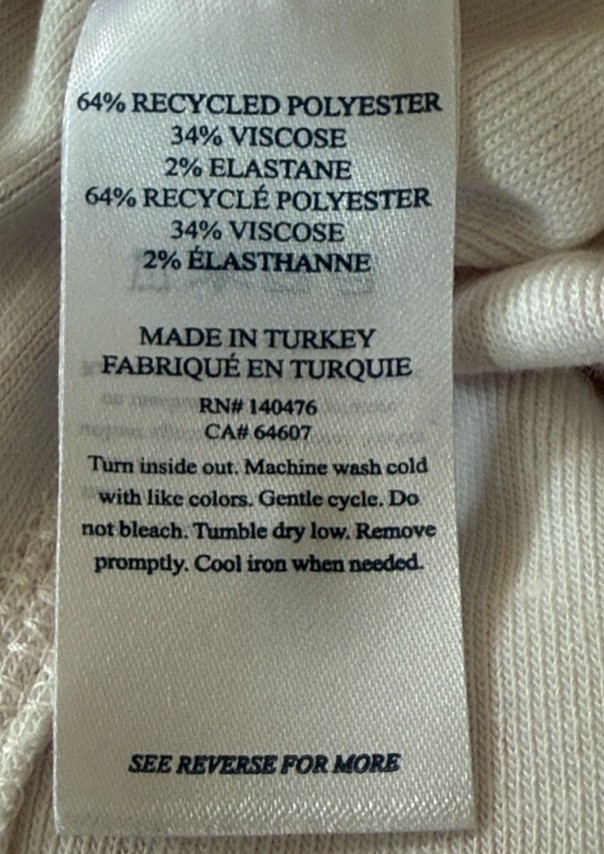 64% RECYCLED POLYESTER
34% VISCOSE
2% ELASTANE
64% RECYCLÉ POLYESTER
34% VISCOSE
2% ÉLASTHANNE
MADE IN TURKEY
FABRIQUÉ EN TURQUIE
RN# 140476
CA# 64607
Turn inside out. Machine wash cold
with like colors. Gentle cycle. Do
not bleach. Tumble dry low. Remove
promptly. Cool iron when needed.
SEE REVERSE FOR MORE